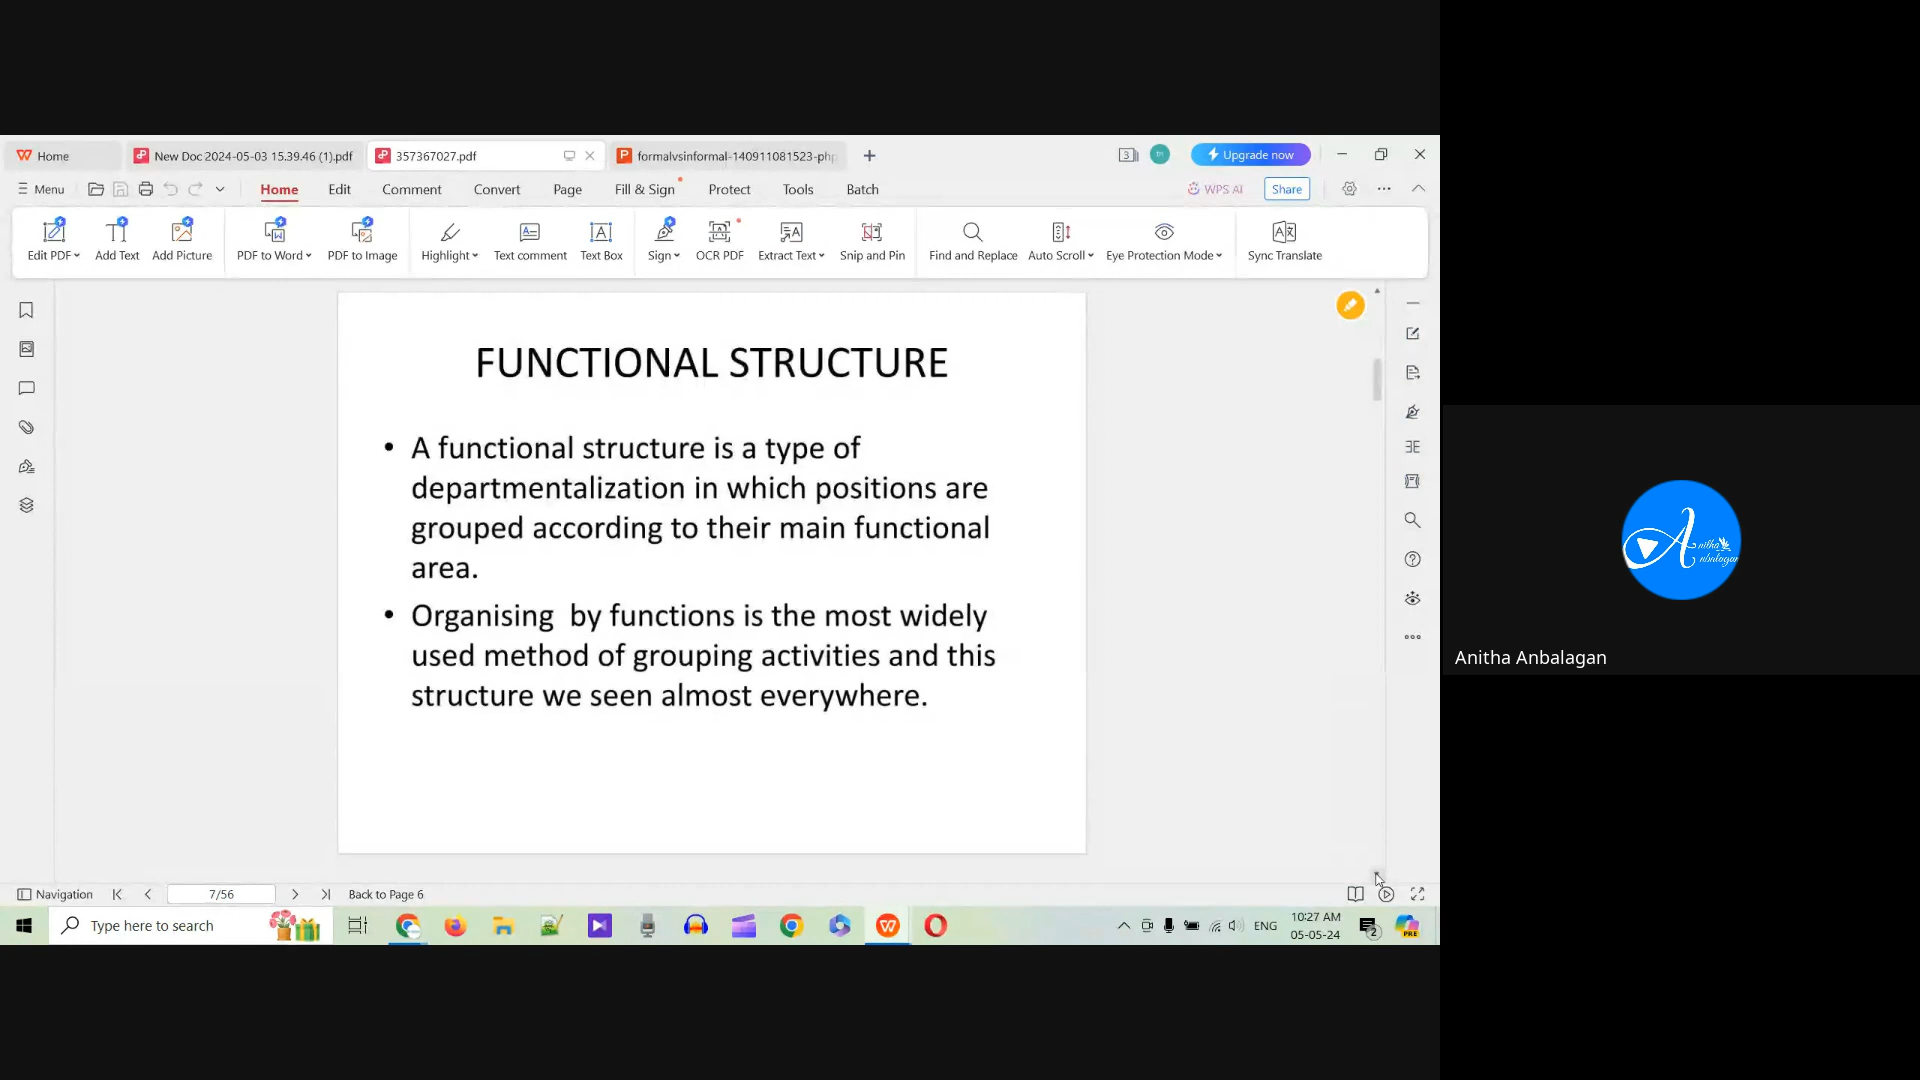 Home
New Doc 2024-05-03 15.39.46 (1).pdf
357367027.pdf
formalvsinformal-140911081523-php
3
Upgrade now
Menu
Home
Edit
Comment
Convert
Page
Fill & Sign
Protect
Tools
Batch
WPS AI
Share
Edit PDF
Add Text
Add Picture
PDF to Word
PDF to Image
Highlight
Text comment
Text Box
Sign
OCR PDF
Extract Text
Snip and Pin
Find and Replace
Auto Scroll
Eye Protection Mode
Sync Translate
FUNCTIONAL STRUCTURE
• A functional structure is a type of
departmentalization in which positions are
grouped according to their main functional
area.
• Organising by functions is the most widely
used method of grouping activities and this
structure we seen almost everywhere.
Anitha Anbalagan
Navigation
7/56
Back to Page 6
Type here to search
ENG
10:27 AM
05-05-24
2
PRE